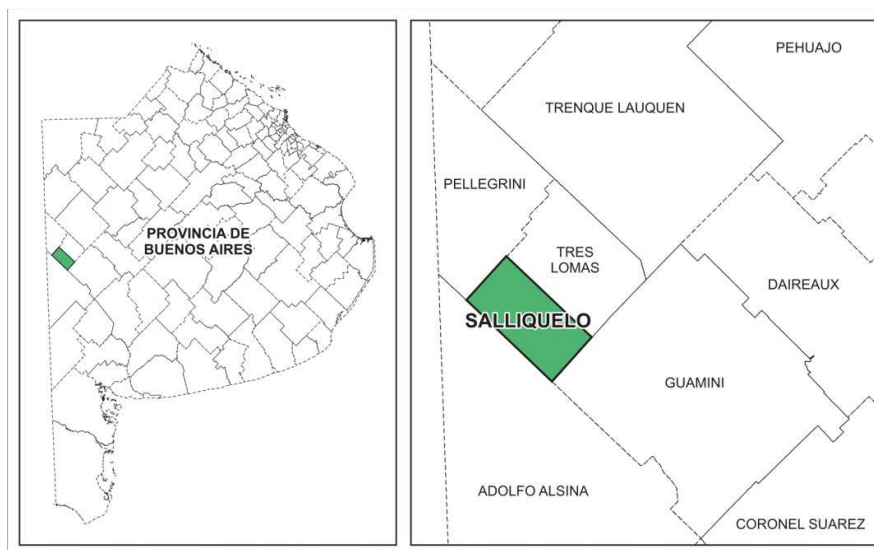 PROVINCIA DE
BUENOS AIRES
PEHUAJO
TRENQUE LAUQUEN
PELLEGRINI
TRES
LOMAS
DAIREAUX
SALLIQUELO
GUAMINI
ADOLFO ALSINA
CORONEL SUAREZ